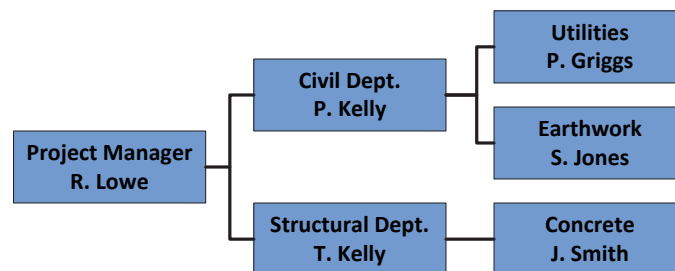 Utilities
P. Griggs
Civil Dept.
P. Kelly
Earthwork
S. Jones
Project Manager
R. Lowe
Structural Dept.
T. Kelly
Concrete
J. Smith